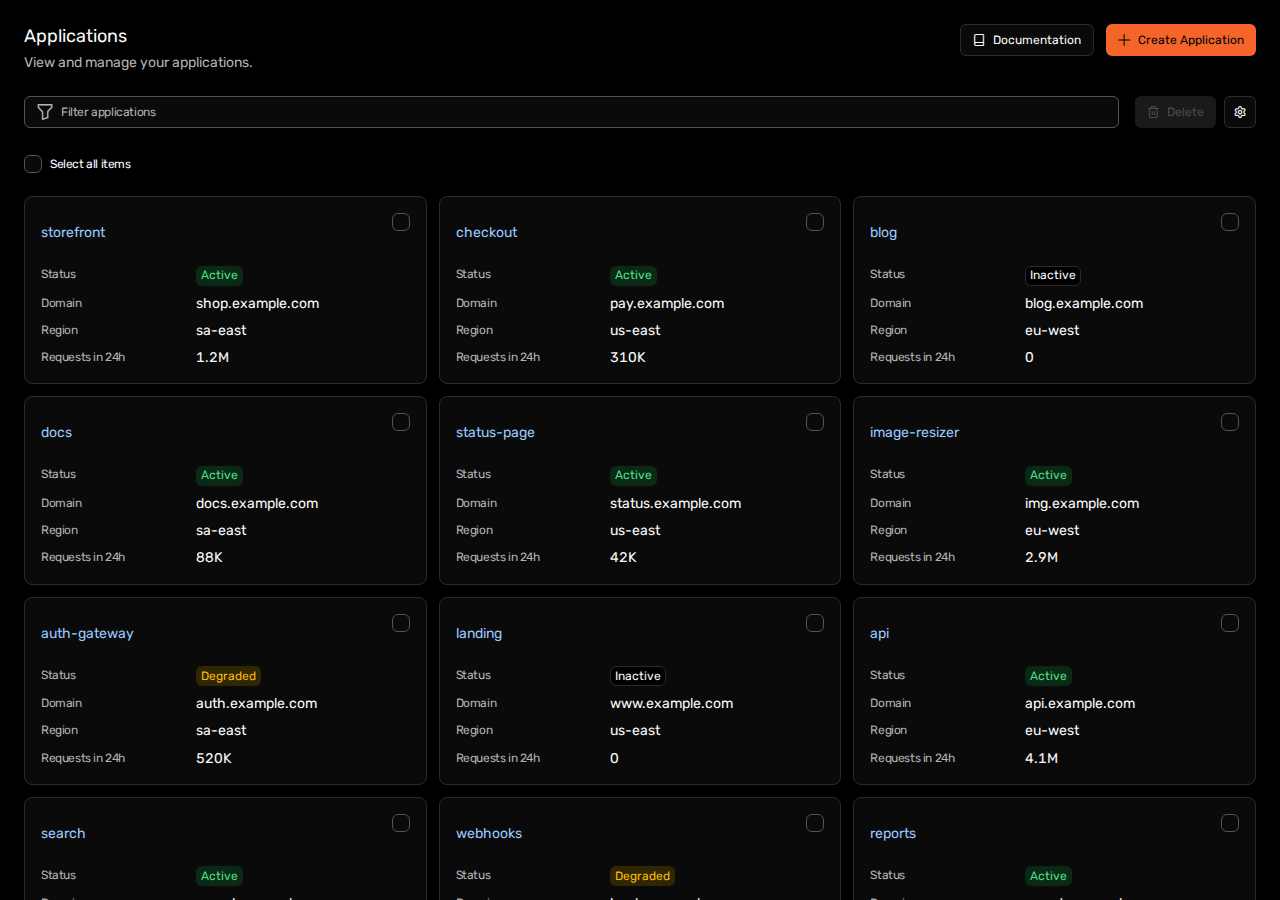 Applications
View and manage your applications.
Documentation
Create Application
Filter applications
Delete
Select all items
storefront
Status Active
Domain shop.example.com
Region sa-east
Requests in 24h 1.2M
checkout
Status Active
Domain pay.example.com
Region us-east
Requests in 24h 310K
blog
Status Inactive
Domain blog.example.com
Region eu-west
Requests in 24h 0
docs
Status Active
Domain docs.example.com
Region sa-east
Requests in 24h 88K
status-page
Status Active
Domain status.example.com
Region us-east
Requests in 24h 42K
image-resizer
Status Active
Domain img.example.com
Region eu-west
Requests in 24h 2.9M
auth-gateway
Status Degraded
Domain auth.example.com
Region sa-east
Requests in 24h 520K
landing
Status Inactive
Domain www.example.com
Region us-east
Requests in 24h 0
api
Status Active
Domain api.example.com
Region eu-west
Requests in 24h 4.1M
search
Status Active
webhooks
Status Degraded
reports
Status Active